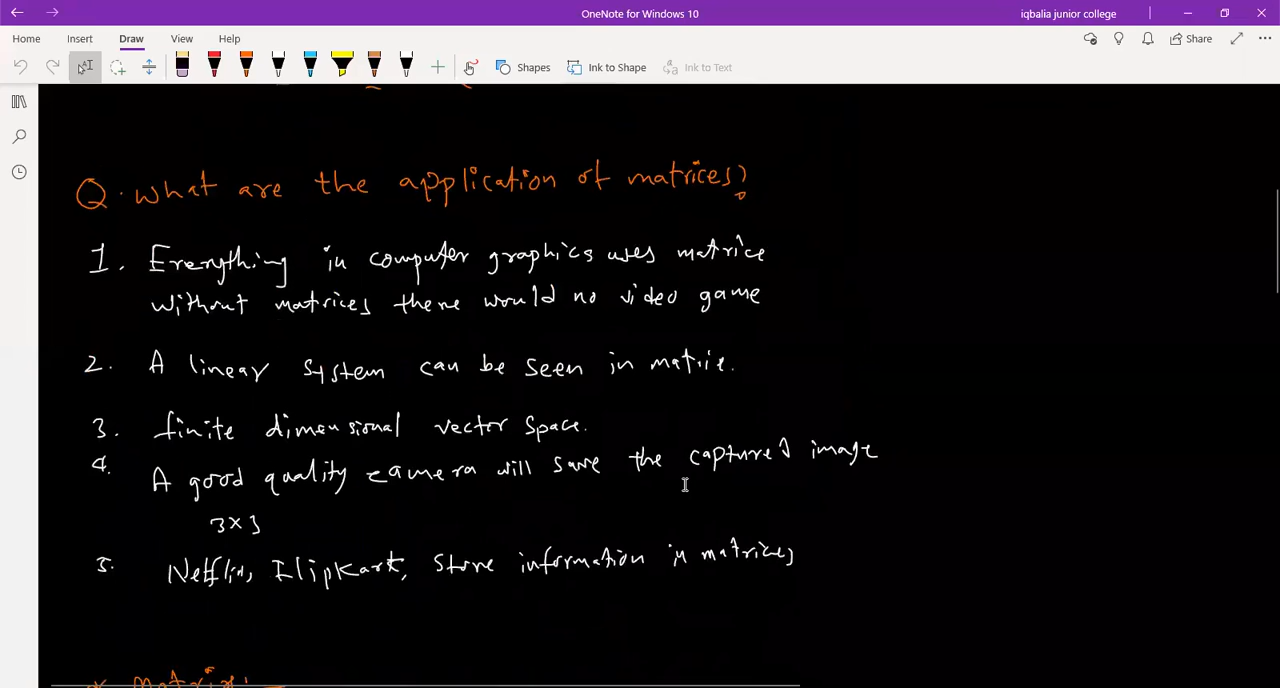 OneNote for Windows 10
iqbalia junior college
Home Insert Draw View Help
Share
Shapes Ink to Shape Ink to Text
Q. What are the application of matrices?
1. Everything in computer graphics uses matrice
without matrices there would no video game
2. A linear system can be seen in matrix.
3. finite dimensional vector space.
4. A good quality camera will save the captured image
3x3
5. Netflix, Flipkart, store information in matrices
* Matrix:-